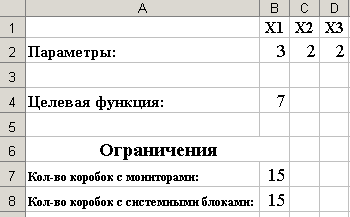 A B C D
1 X1 X2 X3
2 Параметры: 3 2 2
3
4 Целевая функция: 7
5
6 Ограничения
7 Кол-во коробок с мониторами: 15
8 Кол-во коробок с системными блоками: 15